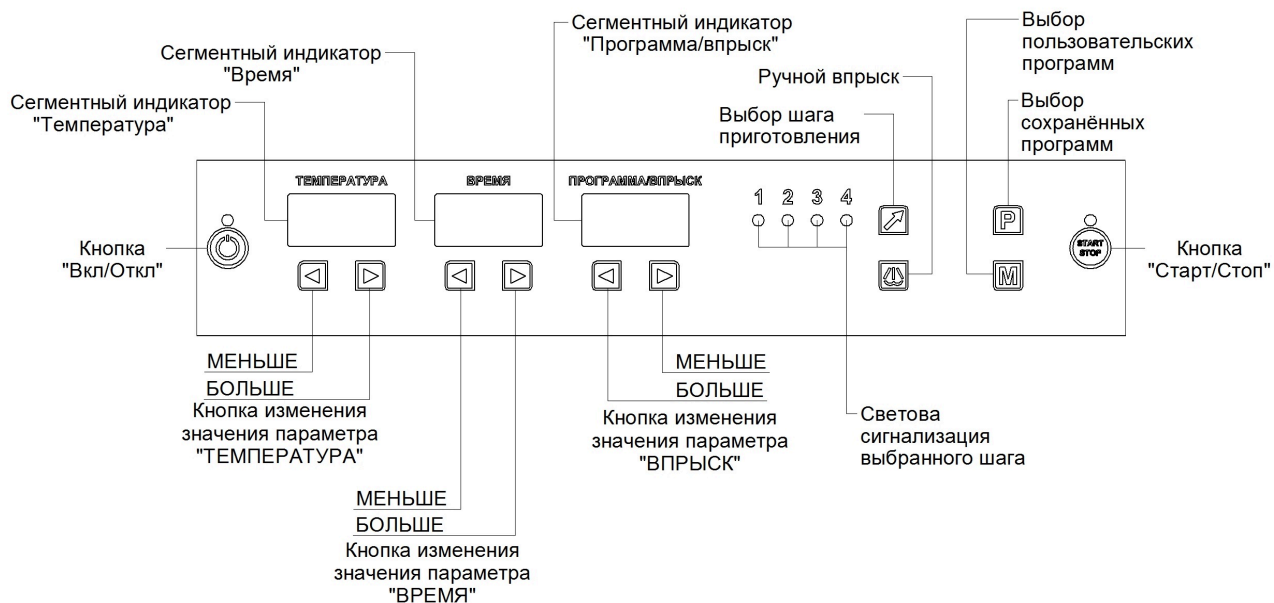 Сегментный индикатор
"Программа/впрыск"
Выбор
пользовательских
программ
Сегментный индикатор
"Время"
Ручной впрыск
Сегментный индикатор
"Температура"
Выбор шага
приготовления
Выбор
сохранённых
программ
ТЕМПЕРАТУРА
ВРЕМЯ
ПРОГРАММА/ВПРЫСК
1 2 3 4
P
M
START
STOP
Кнопка
"Вкл/Откл"
Кнопка
"Старт/Стоп"
МЕНЬШЕ
БОЛЬШЕ
Кнопка изменения
значения параметра
"ТЕМПЕРАТУРА"
МЕНЬШЕ
БОЛЬШЕ
Кнопка изменения
значения параметра
"ВПРЫСК"
Светова
сигнализация
выбранного шага
МЕНЬШЕ
БОЛЬШЕ
Кнопка изменения
значения параметра
"ВРЕМЯ"